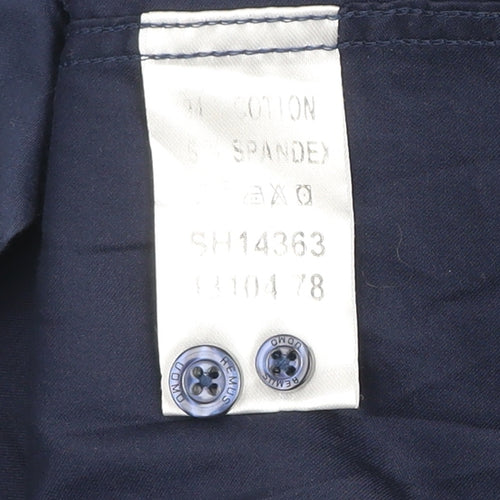 COTTON
SPANDEX
SH14363
13104 78
REMUS UOMO
REMUS UOMO